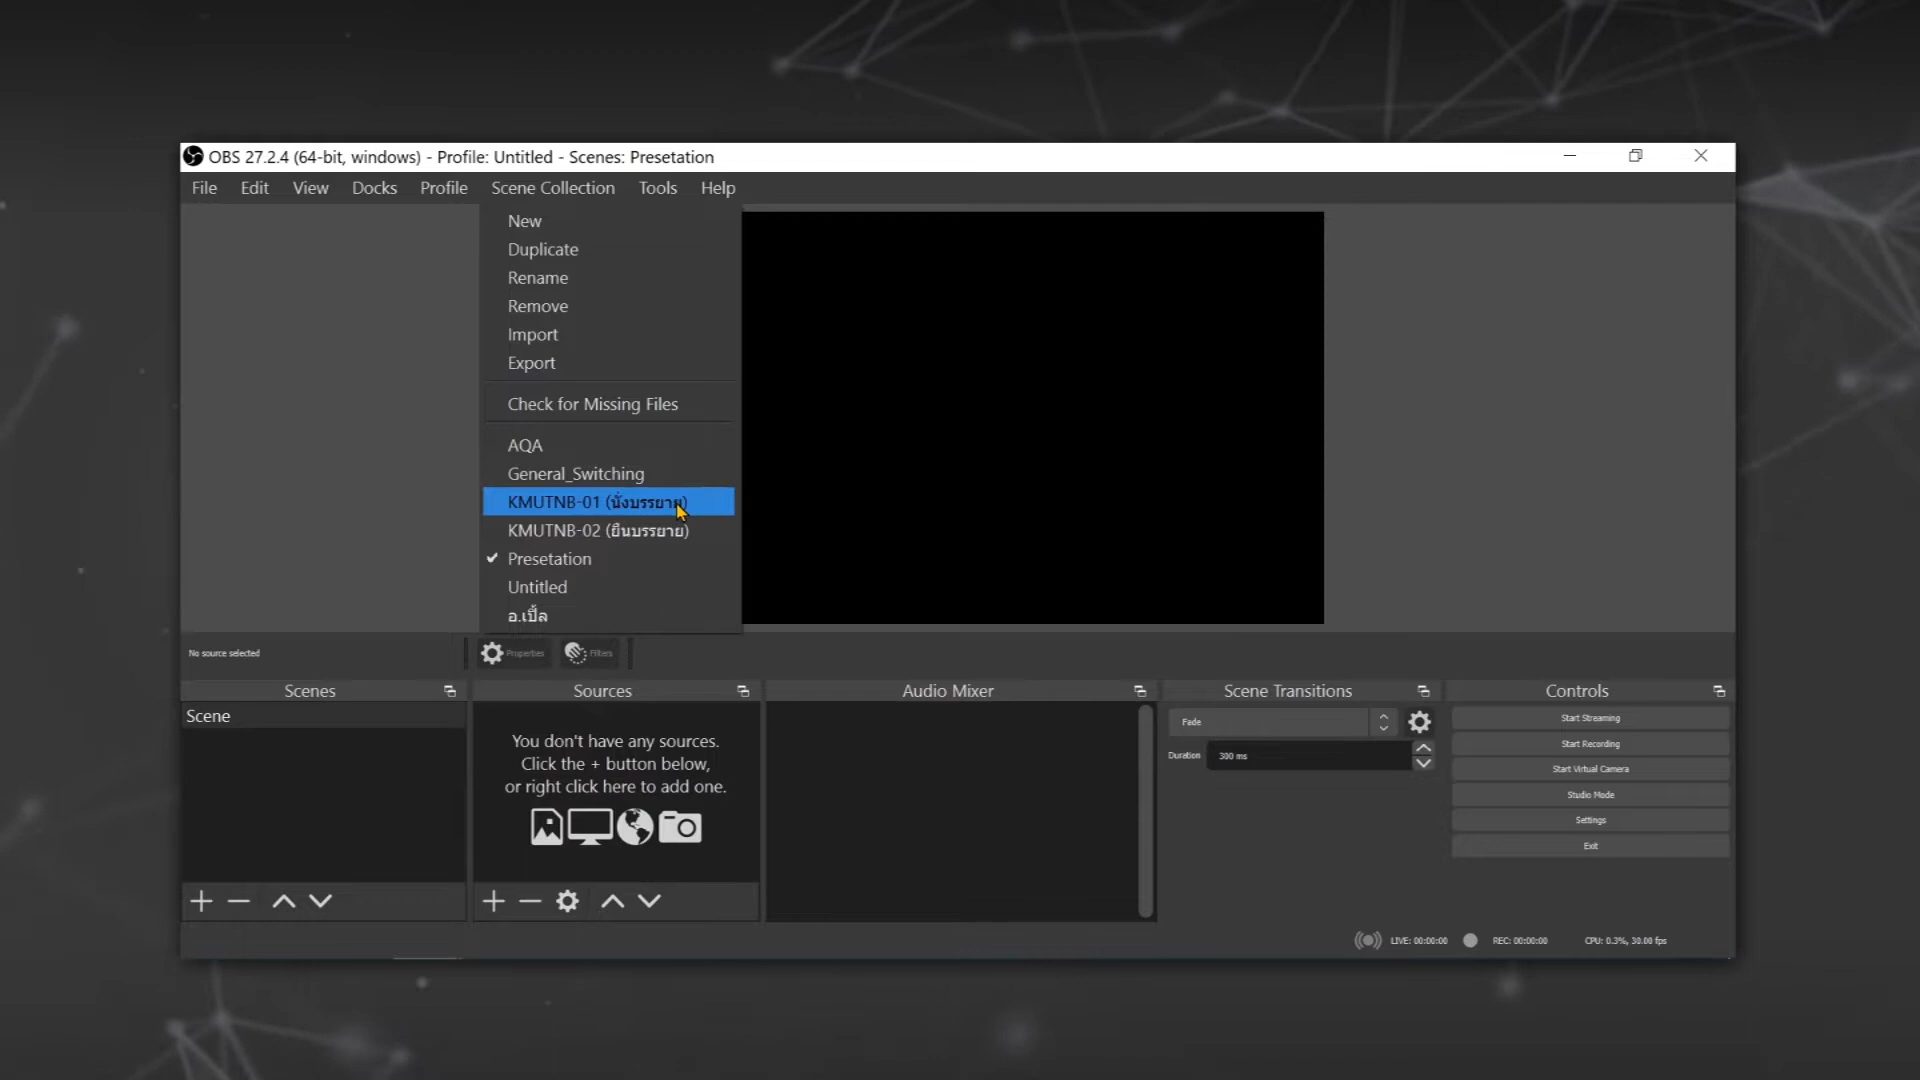 OBS 27.2.4 (64-bit, windows) - Profile: Untitled - Scenes: Presetation
File Edit View Docks Profile Scene Collection Tools Help
New
Duplicate
Rename
Remove
Import
Export
Check for Missing Files
AQA
General_Switching
KMUTNB-01 (นั่งบรรยาย)
KMUTNB-02 (ยืนบรรยาย)
Presetation
Untitled
อ.เปิ้ล
No source selected
Properties
Filters
Scenes
Scene
Sources
You don't have any sources.
Click the + button below,
or right click here to add one.
Audio Mixer
Scene Transitions
Fade
Duration 300 ms
Controls
Start Streaming
Start Recording
Start Virtual Camera
Studio Mode
Settings
Exit
LIVE: 00:00:00 REC: 00:00:00 CPU: 0.3%, 30.00 fps